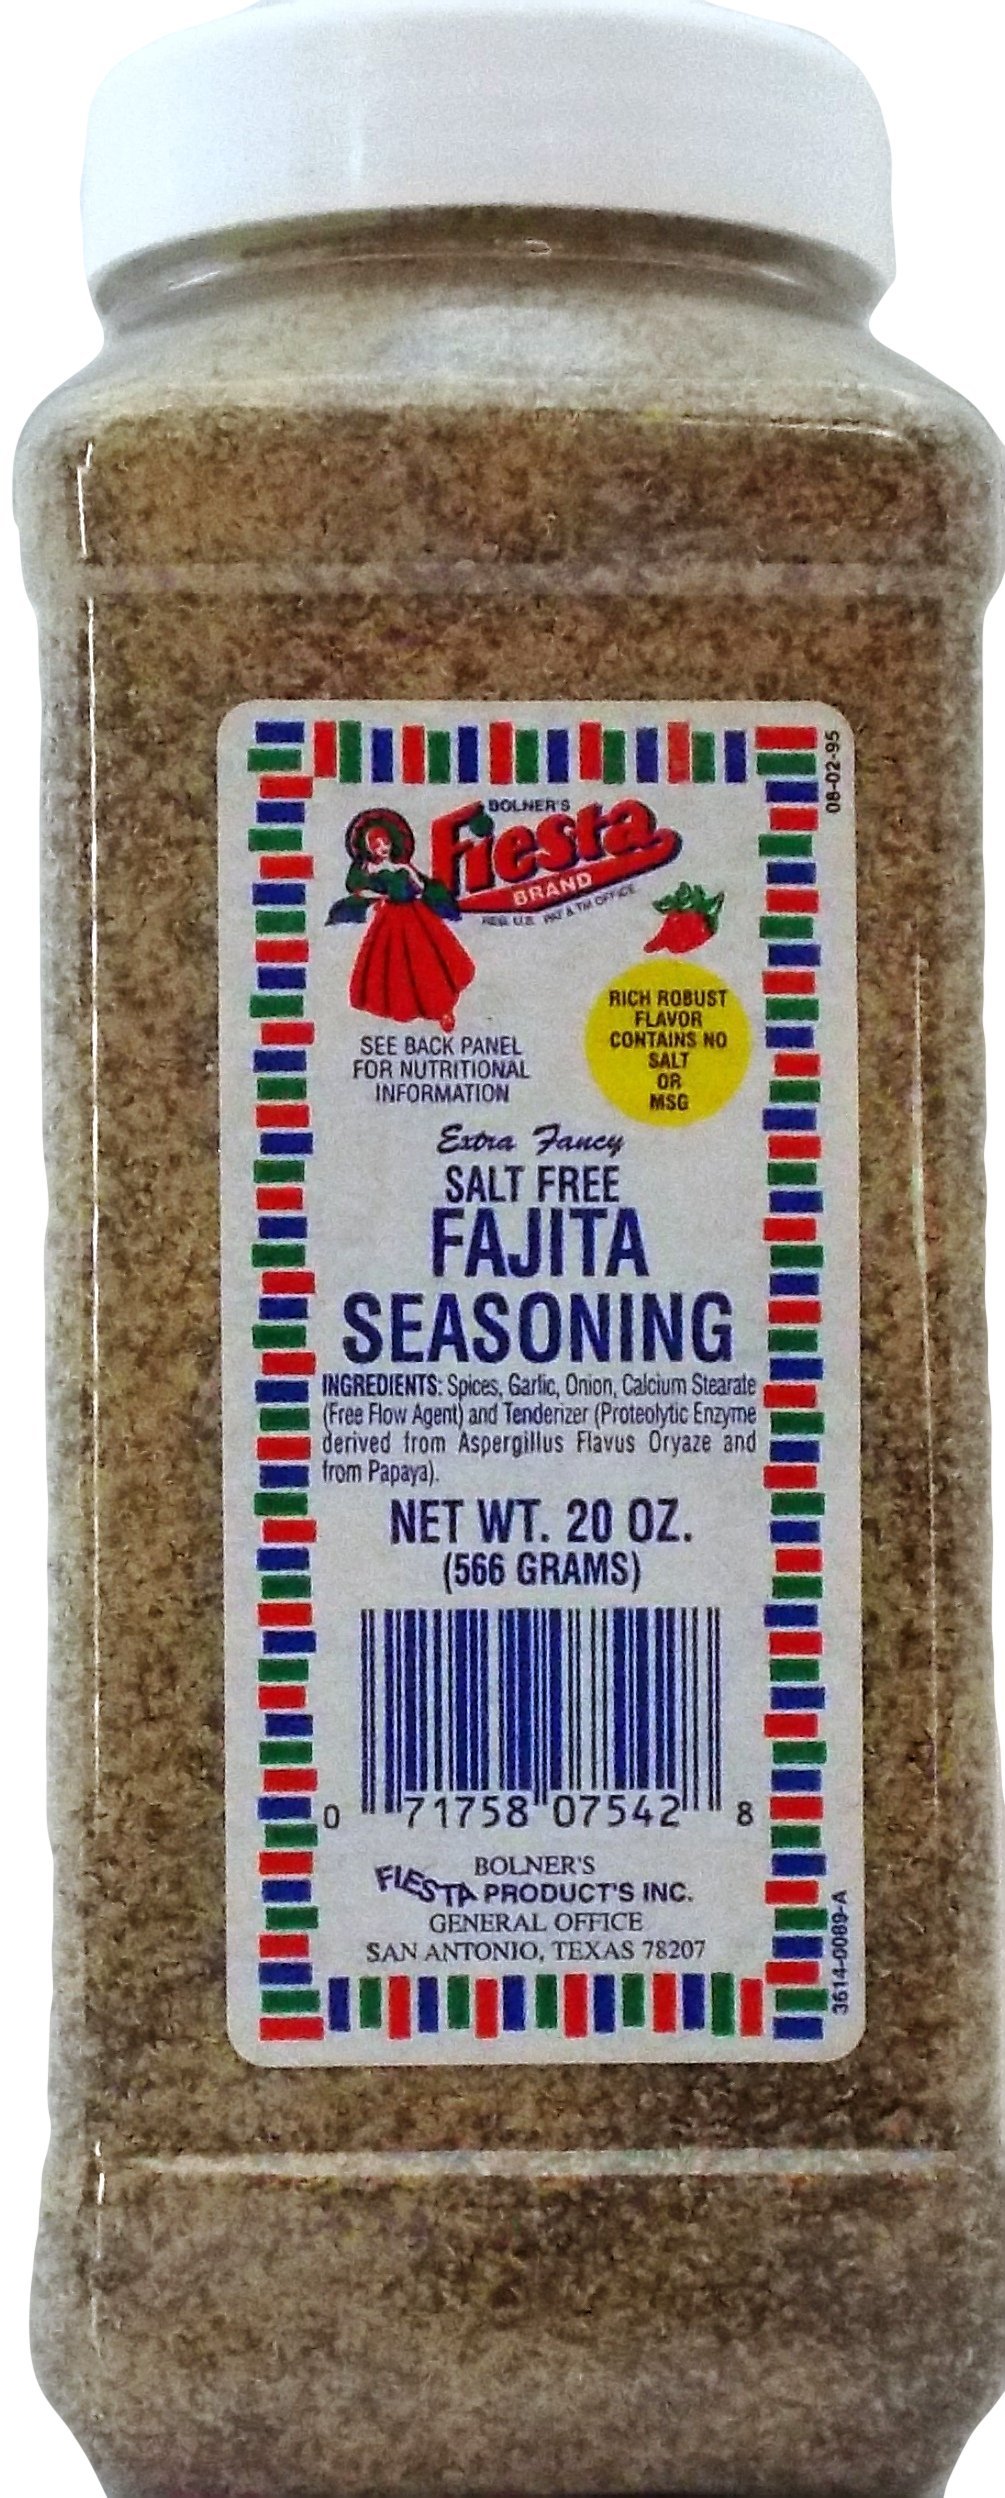 08-02-95
BOLNER'S
Fiesta
BRAND
REG. U.S. PAT & TM OFFICE
RICH ROBUST
FLAVOR
CONTAINS NO
SALT
OR
MSG
SEE BACK PANEL
FOR NUTRITIONAL
INFORMATION
Extra Fancy
SALT FREE
FAJITA
SEASONING
INGREDIENTS: Spices, Garlic, Onion, Calcium Stearate
(Free Flow Agent) and Tenderizer (Proteolytic Enzyme
derived from Aspergillus Flavus Oryaze and
from Papaya).
NET WT. 20 OZ.
(566 GRAMS)
0 71758 07542 8
BOLNER'S
FIESTA PRODUCT'S INC.
GENERAL OFFICE
SAN ANTONIO, TEXAS 78207
3614-0089-A